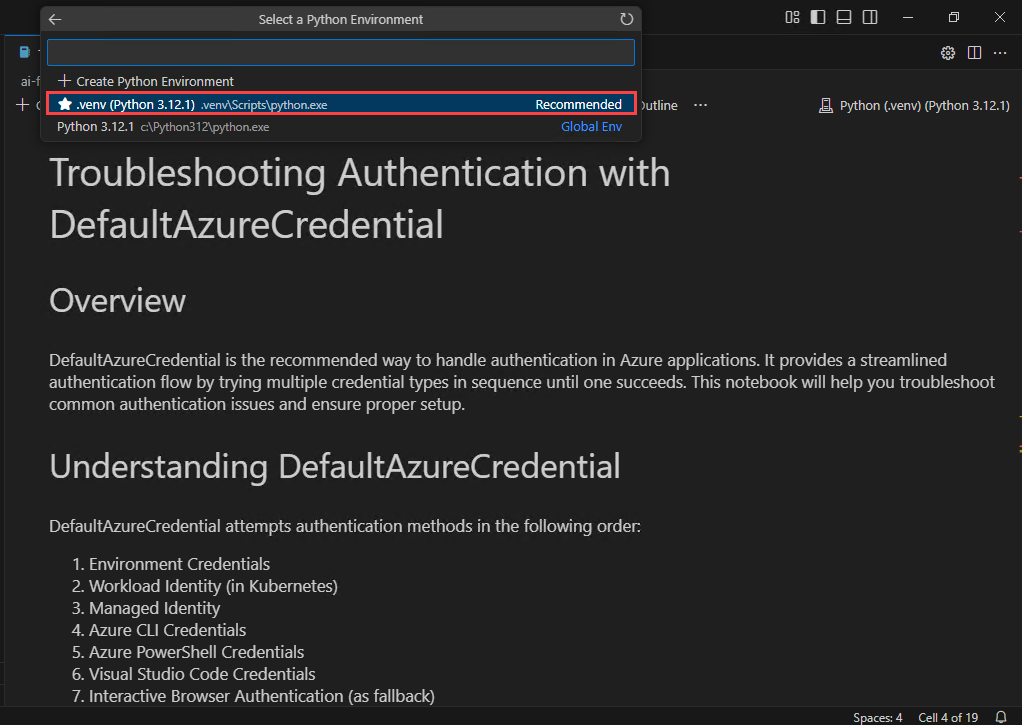 Select a Python Environment
Create Python Environment
.venv (Python 3.12.1) .venv\Scripts\python.exe Recommended
Python 3.12.1 c:\Python312\python.exe Global Env
ai-f
utline ··· Python (.venv) (Python 3.12.1)
Troubleshooting Authentication with
DefaultAzureCredential
Overview
DefaultAzureCredential is the recommended way to handle authentication in Azure applications. It provides a streamlined
authentication flow by trying multiple credential types in sequence until one succeeds. This notebook will help you troubleshoot
common authentication issues and ensure proper setup.
Understanding DefaultAzureCredential
DefaultAzureCredential attempts authentication methods in the following order:
1. Environment Credentials
2. Workload Identity (in Kubernetes)
3. Managed Identity
4. Azure CLI Credentials
5. Azure PowerShell Credentials
6. Visual Studio Code Credentials
7. Interactive Browser Authentication (as fallback)
Spaces: 4 Cell 4 of 19